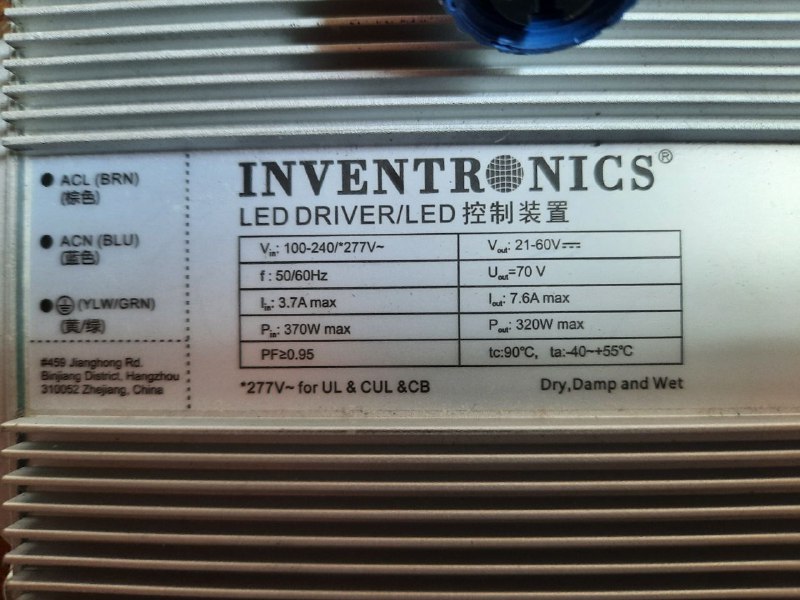 ACL (BRN)
(棕色)
ACN (BLU)
(蓝色)
(YLW/GRN)
(黄/绿)
#459 Jianghong Rd.
Binjiang District, Hangzhou
310052 Zhejiang, China
INVENTRONICS®
LED DRIVER/LED 控制装置
Vin: 100-240/*277V~ Vout: 21-60V⎓
f : 50/60Hz Uout=70 V
Iin: 3.7A max Iout: 7.6A max
Pin: 370W max Pout: 320W max
PF≥0.95 tc:90℃, ta:-40~+55℃
*277V~ for UL & CUL &CB Dry,Damp and Wet